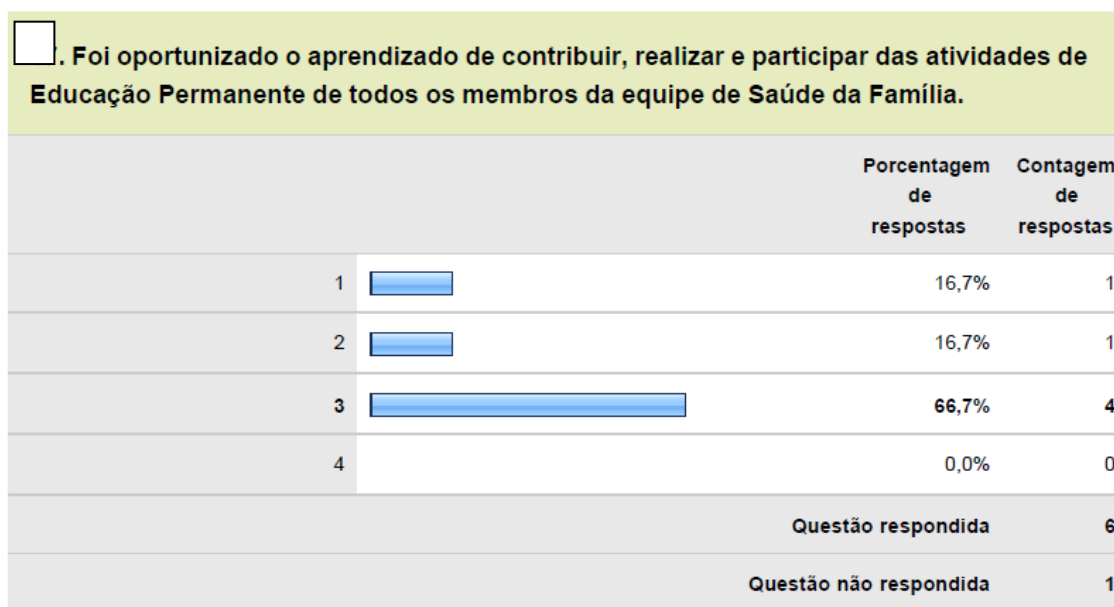 . Foi oportunizado o aprendizado de contribuir, realizar e participar das atividades de
Educação Permanente de todos os membros da equipe de Saúde da Família.
Porcentagem de respostas
Contagem de respostas
1 16,7% 1
2 16,7% 1
3 66,7% 4
4 0,0% 0
Questão respondida 6
Questão não respondida 1